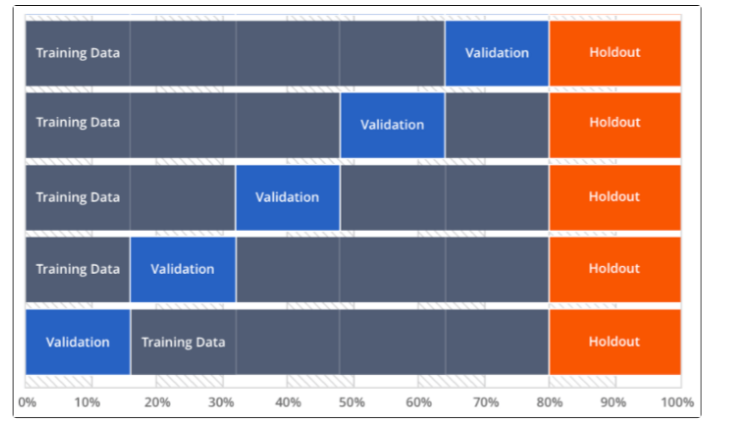 Training Data Validation Holdout
Training Data Validation Holdout
Training Data Validation Holdout
Training Data Validation Holdout
Validation Training Data Holdout
0% 10% 20% 30% 40% 50% 60% 70% 80% 90% 100%